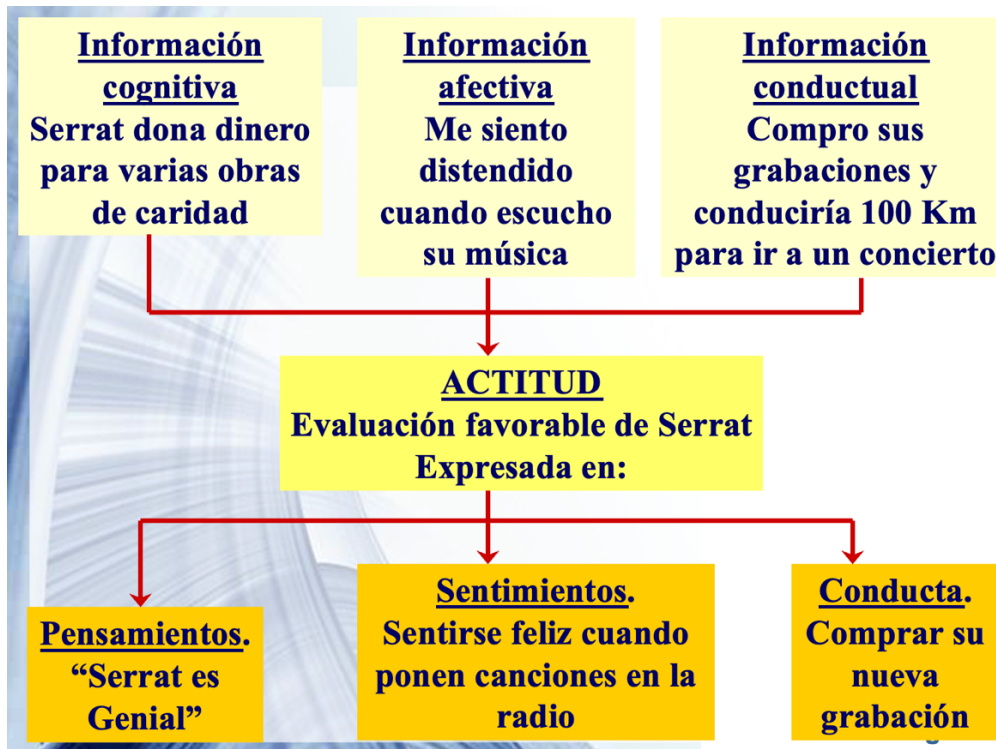 Información
cognitiva
Serrat dona dinero
para varias obras
de caridad
Información
afectiva
Me siento
distendido
cuando escucho
su música
Información
conductual
Compro sus
grabaciones y
conduciría 100 Km
para ir a un concierto
ACTITUD
Evaluación favorable de Serrat
Expresada en:
Pensamientos.
“Serrat es
Genial”
Sentimientos.
Sentirse feliz cuando
ponen canciones en la
radio
Conducta.
Comprar su
nueva
grabación